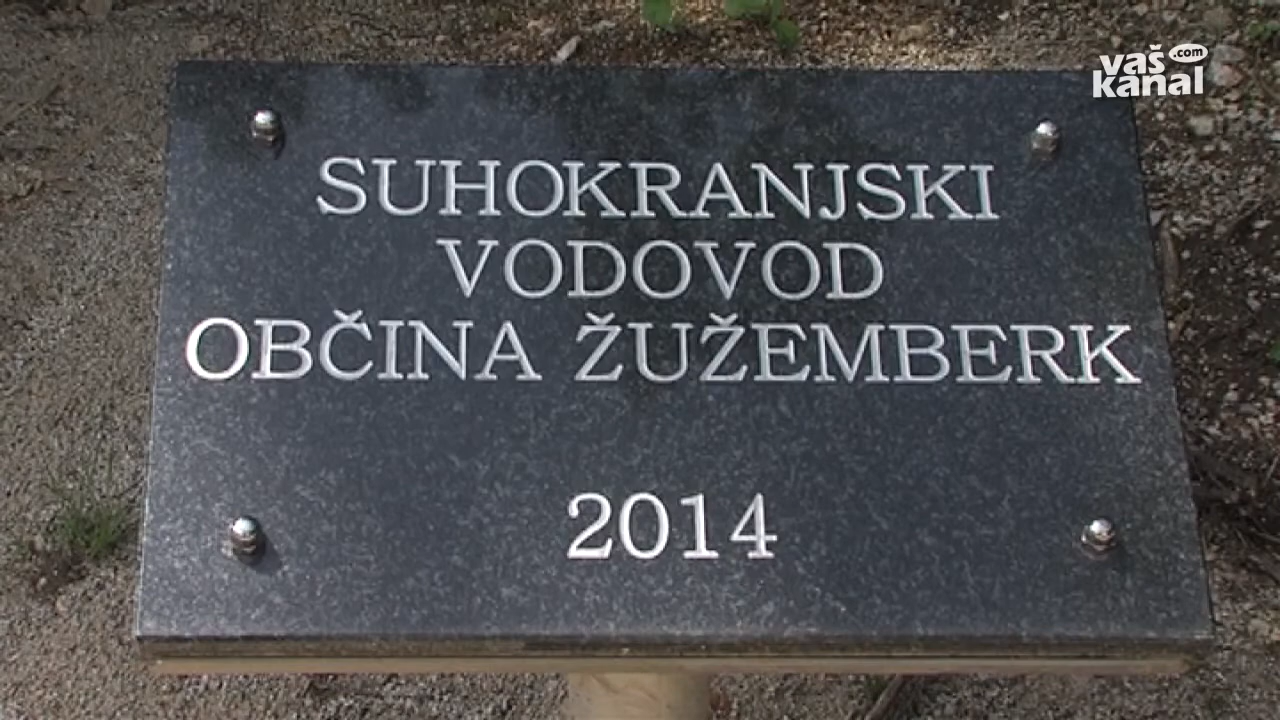 vaš .com
kanal
SUHOKRANJSKI
VODOVOD
OBČINA ŽUŽEMBERK
2014